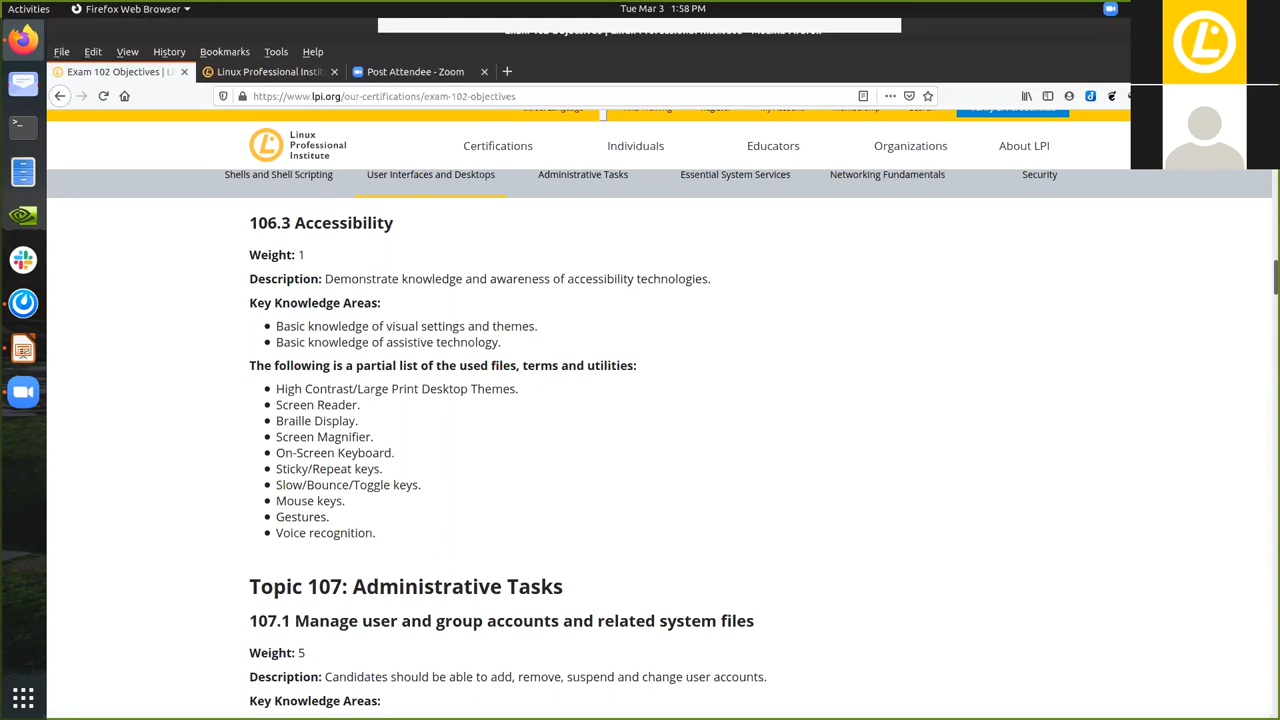 Activities
Firefox Web Browser
Tue Mar 3 1:58 PM
File Edit View History Bookmarks Tools Help
Exam 102 Objectives | Li
Linux Professional Instit
Post Attendee - Zoom
https://www.lpi.org/our-certifications/exam-102-objectives
Linux
Professional
Institute
Certifications Individuals Educators Organizations About LPI
Shells and Shell Scripting User Interfaces and Desktops Administrative Tasks Essential System Services Networking Fundamentals Security
106.3 Accessibility
Weight: 1
Description: Demonstrate knowledge and awareness of accessibility technologies.
Key Knowledge Areas:
Basic knowledge of visual settings and themes.
Basic knowledge of assistive technology.
The following is a partial list of the used files, terms and utilities:
High Contrast/Large Print Desktop Themes.
Screen Reader.
Braille Display.
Screen Magnifier.
On-Screen Keyboard.
Sticky/Repeat keys.
Slow/Bounce/Toggle keys.
Mouse keys.
Gestures.
Voice recognition.
Topic 107: Administrative Tasks
107.1 Manage user and group accounts and related system files
Weight: 5
Description: Candidates should be able to add, remove, suspend and change user accounts.
Key Knowledge Areas: